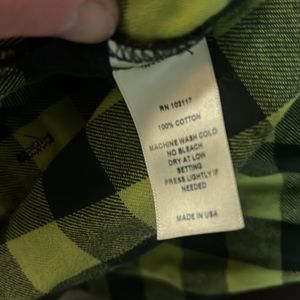 RN 103117
100% COTTON
MACHINE WASH COLD
NO BLEACH
DRY AT LOW
SETTING
PRESS LIGHTLY IF
NEEDED
MADE IN USA